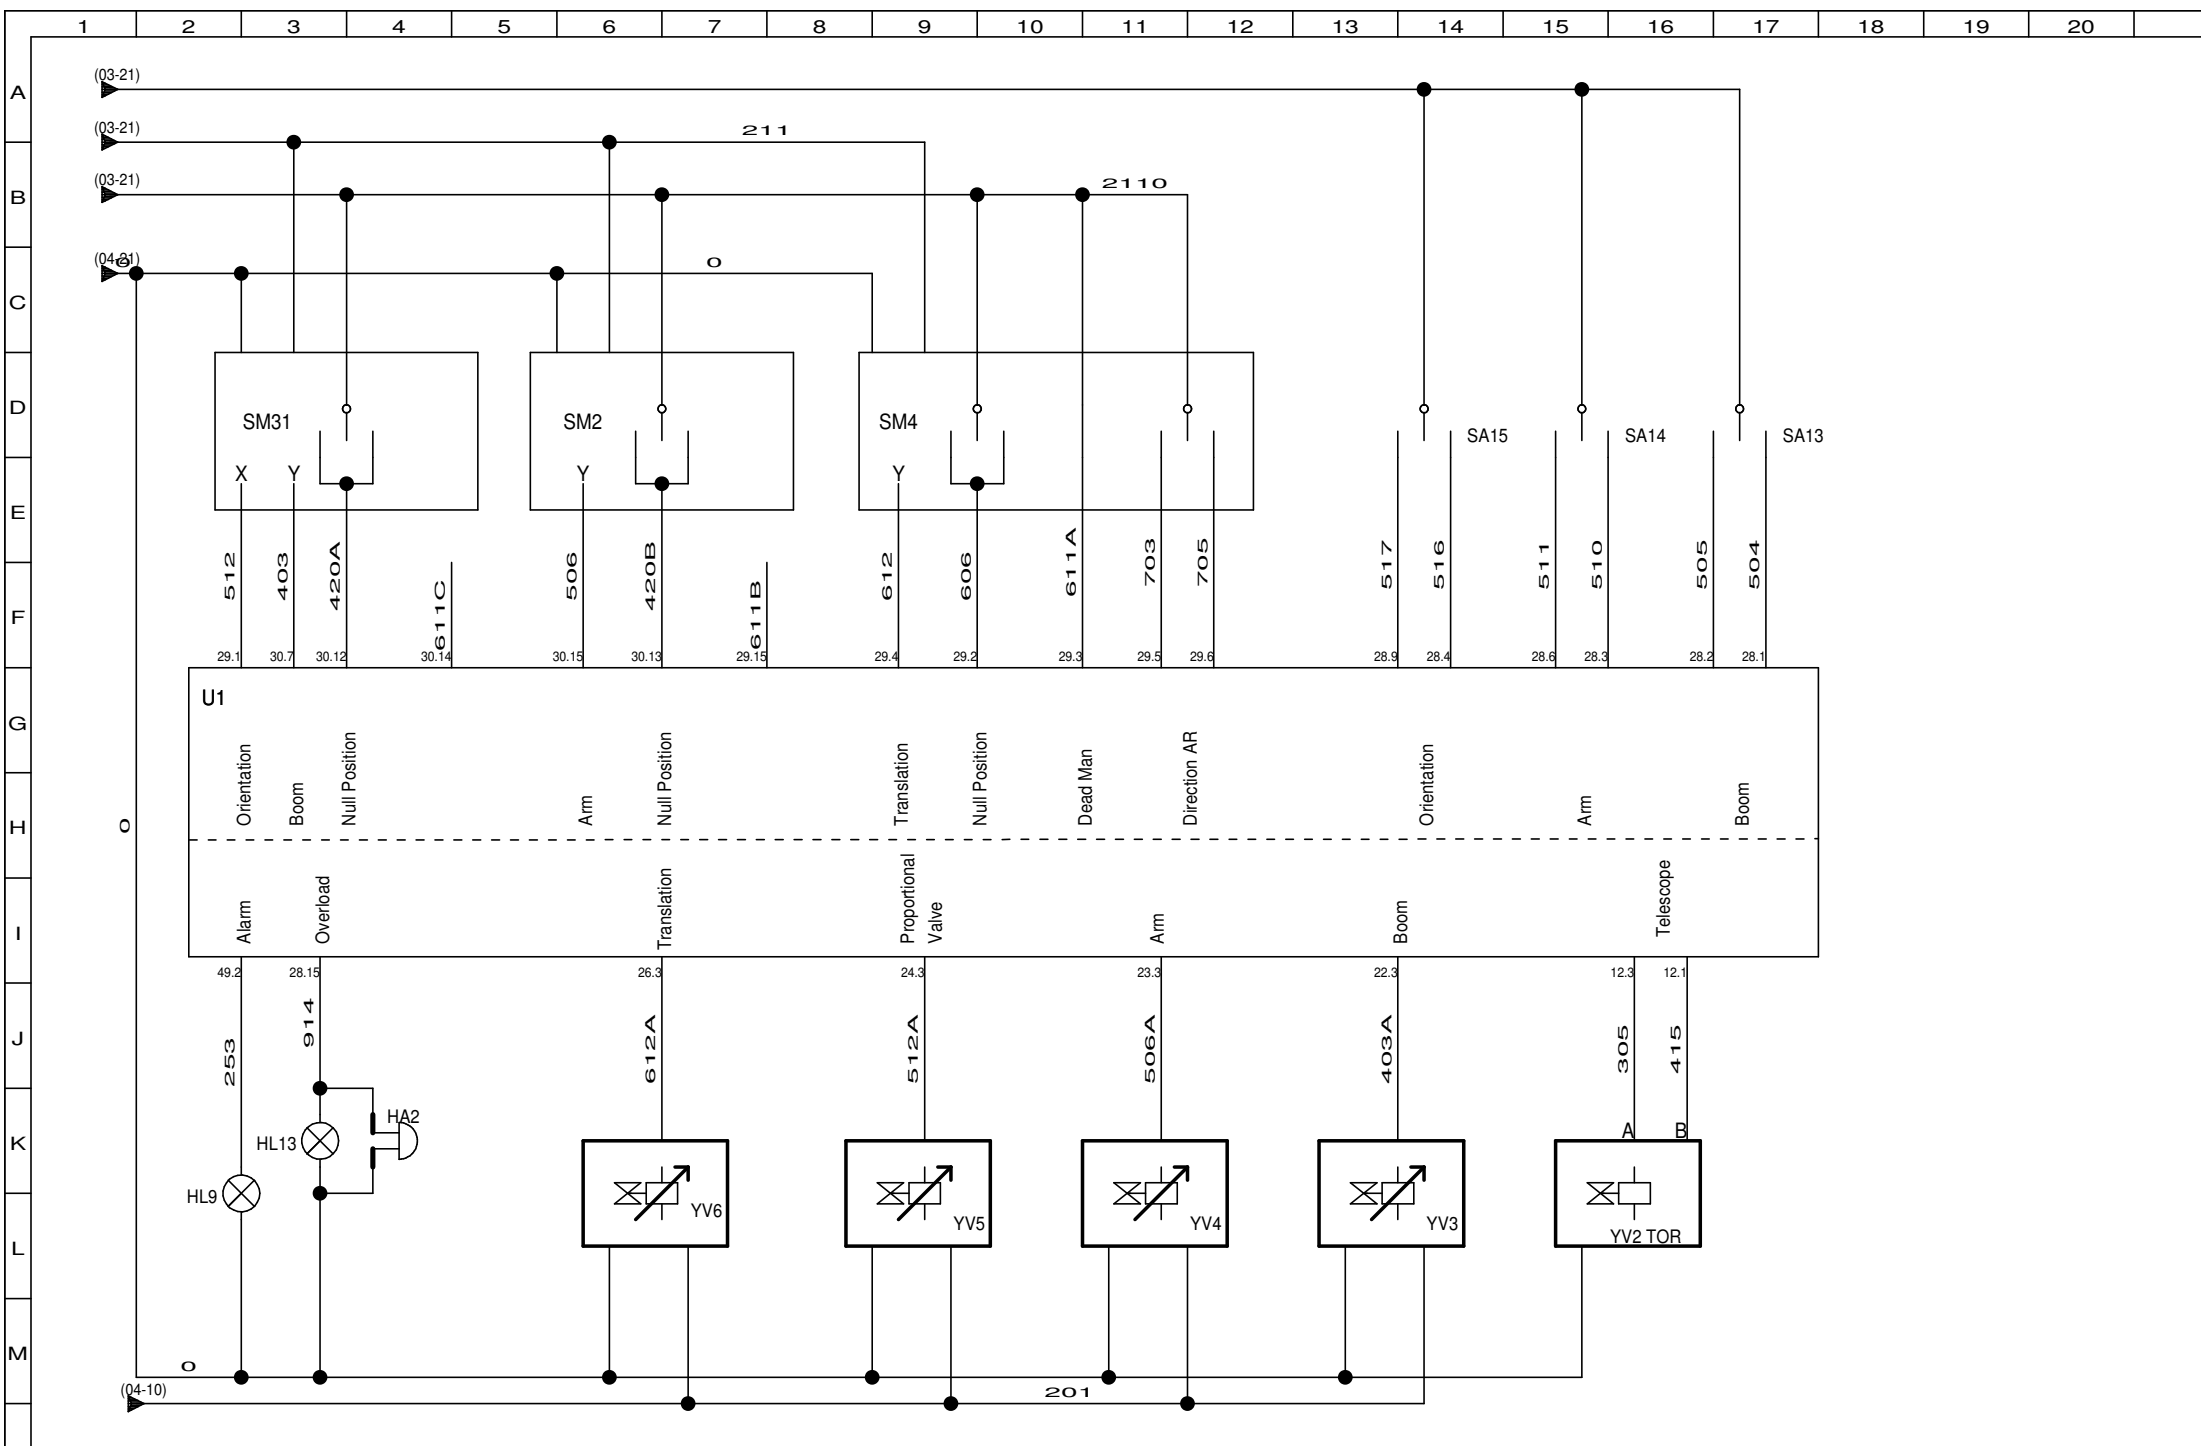 1 2 3 4 5 6 7 8 9 10 11 12 13 14 15 16 17 18 19 20
(03-21)
A
(03-21)
211
(03-21)
B
2110
(04-21)
0 0
C
D
SM31 SM2 SM4 SA15 SA14 SA13
X Y Y Y
E
512 403 420A 611C 506 420B 611B 612 606 611A 703 705 517 516 511 510 505 504
F
29.1 30.7 30.12 30.14 30.15 30.13 29.15 29.4 29.2 29.3 29.5 29.6 28.9 28.4 28.6 28.3 28.2 28.1
U1
G
Orientation Boom Null Position Arm Null Position Translation Null Position Dead Man Direction AR Orientation Arm Boom
H
0
Alarm Overload Translation Proportional Valve Arm Boom Telescope
I
49.2 28.15 26.3 24.3 23.3 22.3 12.3 12.1
J
253 914 612A 512A 506A 403A 305 415
HA2
K
HL13 A B
HL9
YV6 YV5 YV4 YV3
L
YV2 TOR
M
0
(04-10)
201